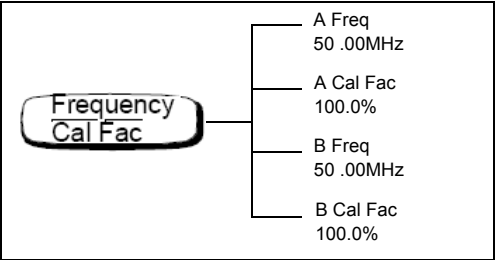 Frequency
Cal Fac
A Freq
50 .00MHz
A Cal Fac
100.0%
B Freq
50 .00MHz
B Cal Fac
100.0%